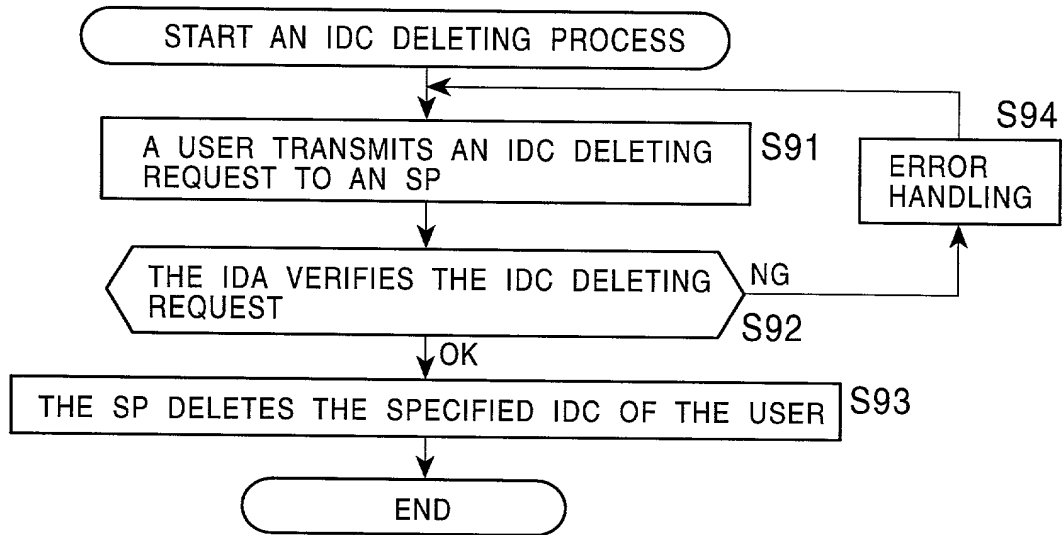 START AN IDC DELETING PROCESS
S94
A USER TRANSMITS AN IDC DELETING
REQUEST TO AN SP
S91
ERROR
HANDLING
THE IDA VERIFIES THE IDC DELETING
REQUEST
NG
S92
OK
THE SP DELETES THE SPECIFIED IDC OF THE USER
S93
END